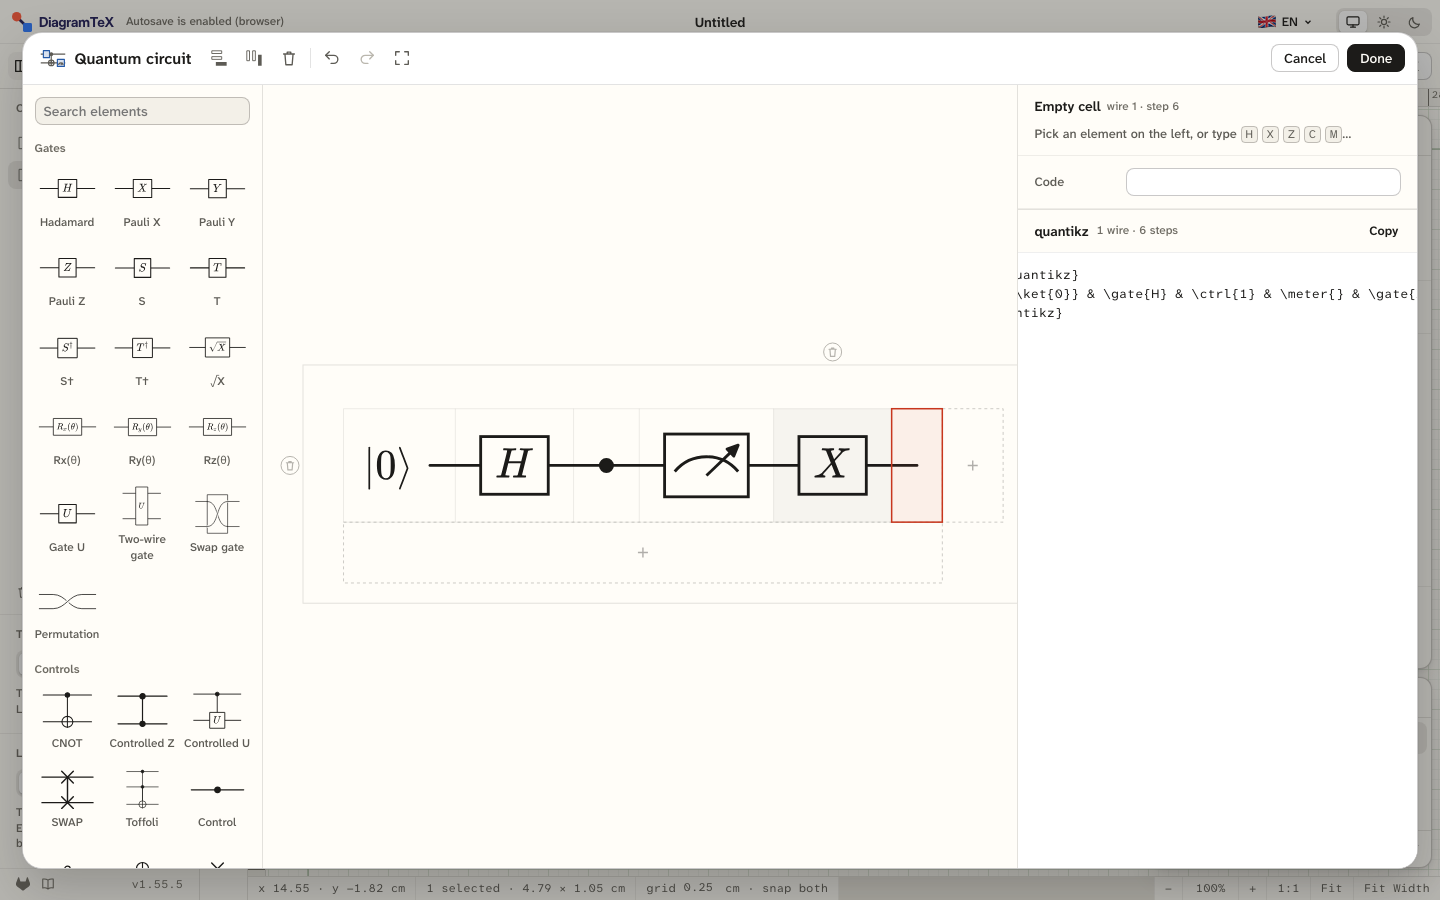 DiagramTeX Autosave is enabled (browser) Untitled EN
Quantum circuit Cancel Done
Search elements
Gates
H X Y
Hadamard Pauli X Pauli Y
Z S T
Pauli Z S T
S† T† √X
S† T† √X
Rx(θ) Ry(θ) Rz(θ)
Rx(θ) Ry(θ) Rz(θ)
U U
Gate U Two-wire gate Swap gate
Permutation
Controls
U
CNOT Controlled Z Controlled U
SWAP Toffoli Control
|0⟩ H X +
+
Empty cell wire 1 · step 6
Pick an element on the left, or type H X Z C M...
Code
quantikz 1 wire · 6 steps Copy
uantikz}
\ket{0}} & \gate{H} & \ctrl{1} & \meter{} & \gate{
ntikz}
v1.55.5 x 14.55 · y −1.82 cm 1 selected · 4.79 × 1.05 cm grid 0.25 cm · snap both − 100% + 1:1 Fit Fit Width